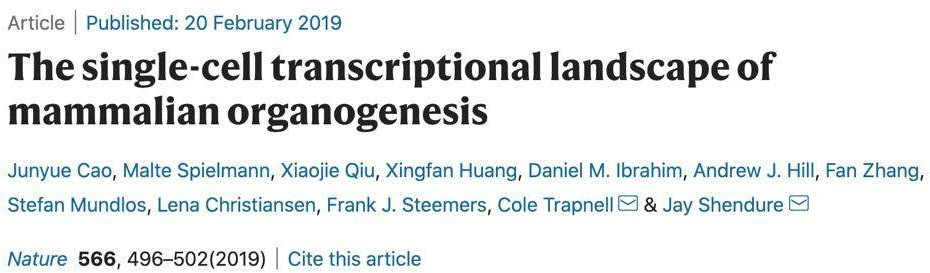 Article | Published: 20 February 2019
The single-cell transcriptional landscape of
mammalian organogenesis
Junyue Cao, Malte Spielmann, Xiaojie Qiu, Xingfan Huang, Daniel M. Ibrahim, Andrew J. Hill, Fan Zhang,
Stefan Mundlos, Lena Christiansen, Frank J. Steemers, Cole Trapnell & Jay Shendure
Nature 566, 496–502(2019) | Cite this article